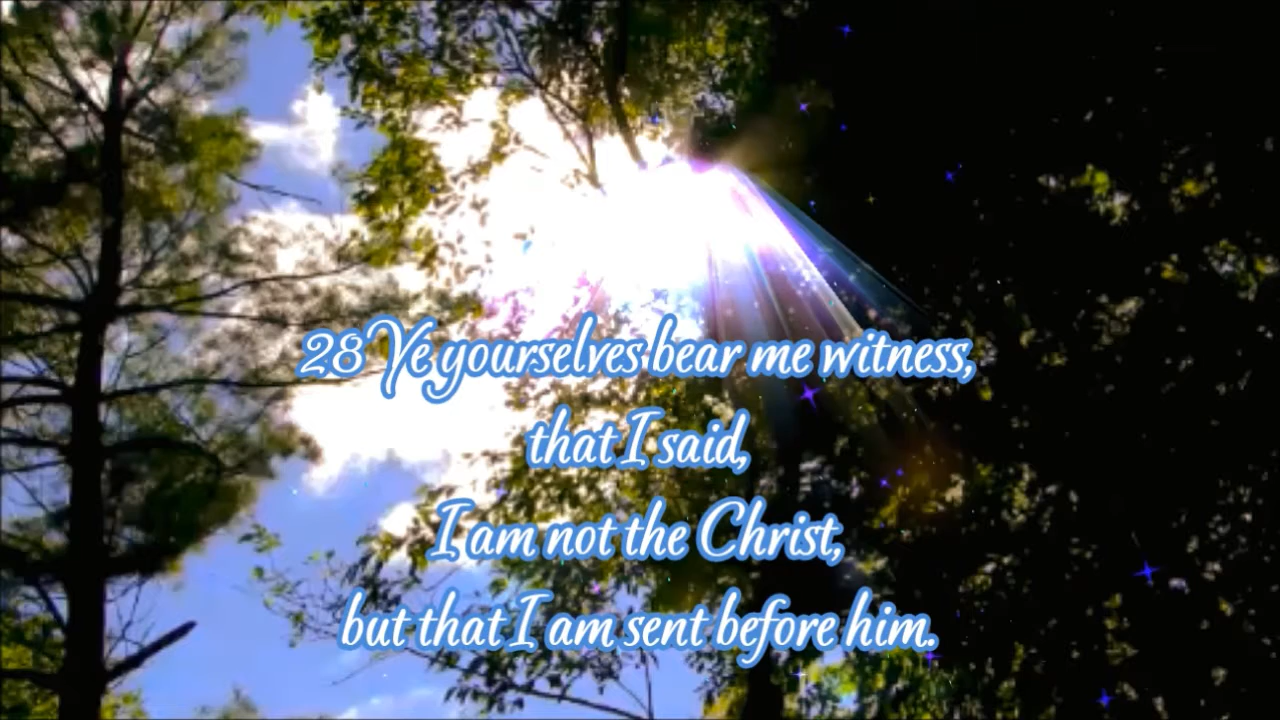 28 Ye yourselves bear me witness,
that I said,
I am not the Christ,
but that I am sent before him.